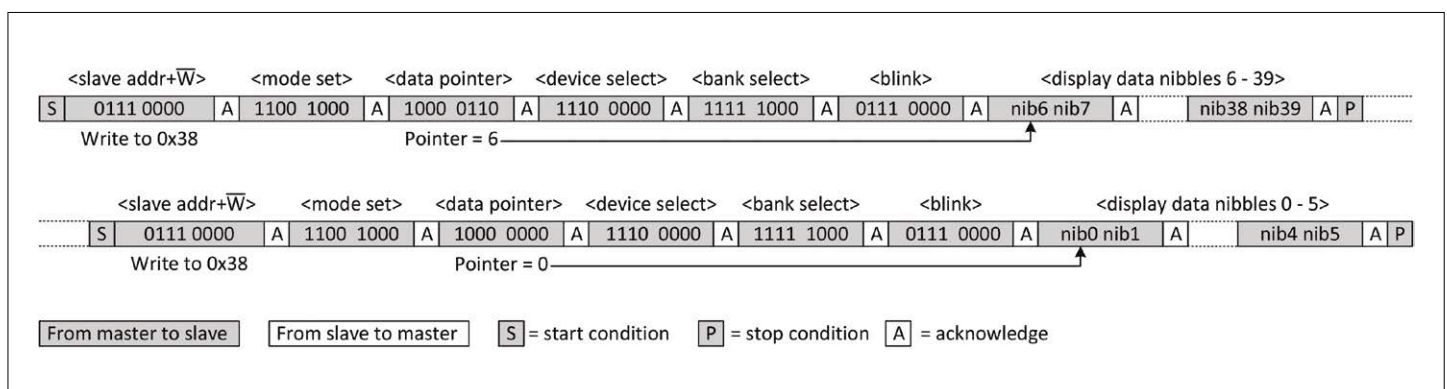 <slave addr+W̅> <mode set> <data pointer> <device select> <bank select> <blink> <display data nibbles 6 - 39>
S 0111 0000 A 1100 1000 A 1000 0110 A 1110 0000 A 1111 1000 A 0111 0000 A nib6 nib7 A nib38 nib39 A P
Write to 0x38 Pointer = 6
<slave addr+W̅> <mode set> <data pointer> <device select> <bank select> <blink> <display data nibbles 0 - 5>
S 0111 0000 A 1100 1000 A 1000 0000 A 1110 0000 A 1111 1000 A 0111 0000 A nib0 nib1 A nib4 nib5 A P
Write to 0x38 Pointer = 0
From master to slave From slave to master S = start condition P = stop condition A = acknowledge